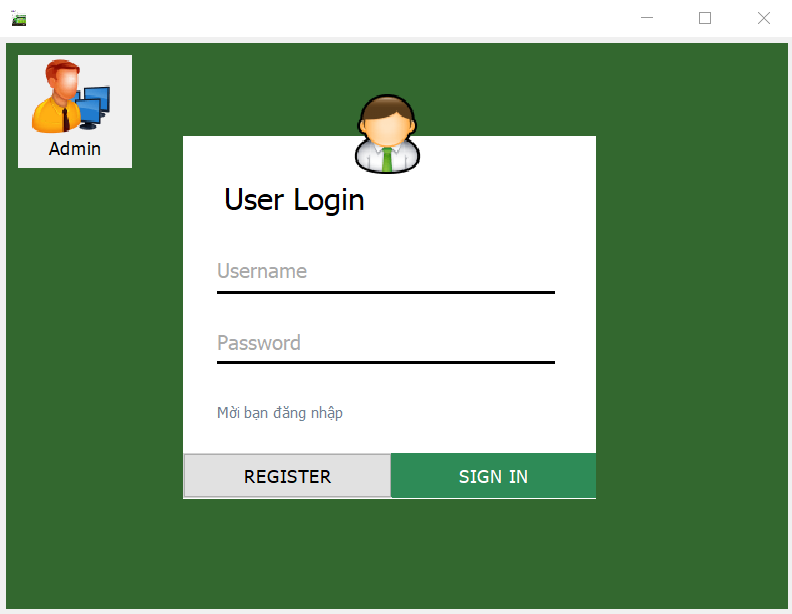 Admin
User Login
Username
Password
Mời bạn đăng nhập
REGISTER
SIGN IN